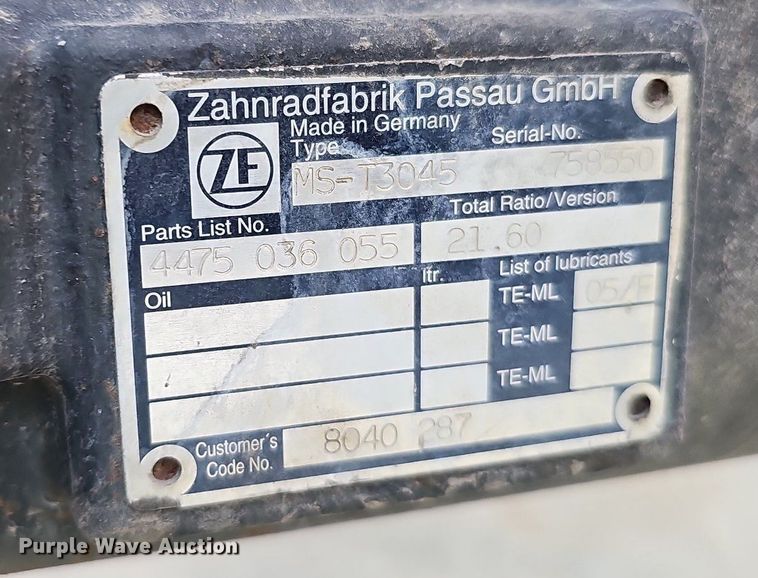 Zahnradfabrik Passau GmbH
Made in Germany
ZF
Type
Serial-No.
MS-T3045 758550
Parts List No.
Total Ratio/Version
4475 036 055
21.60
Oil
ltr.
List of lubricants
TE-ML 05/F
TE-ML
TE-ML
Customer's
Code No.
8040 287
Purple Wave Auction